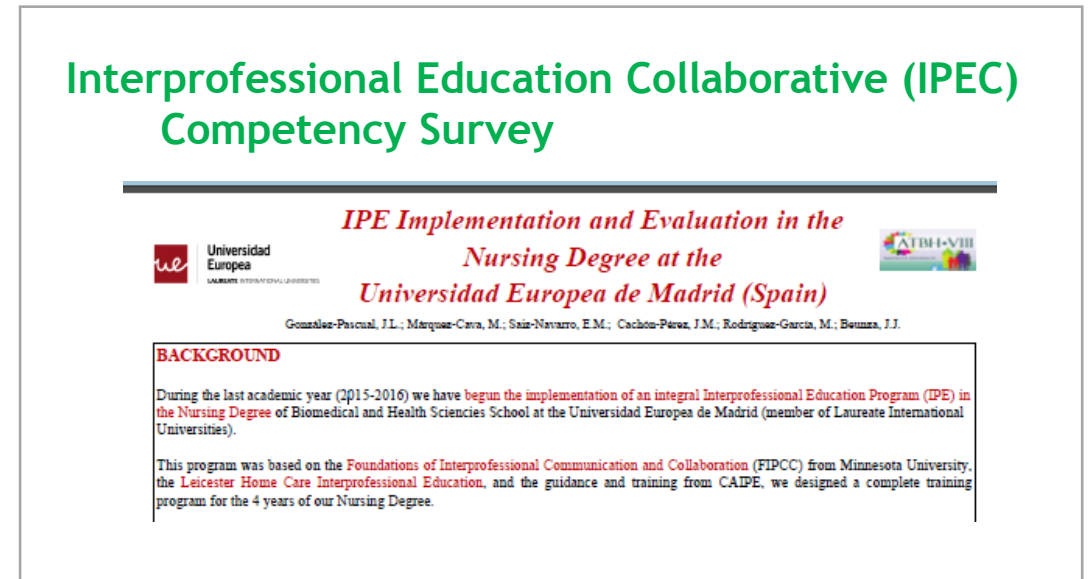 Interprofessional Education Collaborative (IPEC)
Competency Survey
IPE Implementation and Evaluation in the
Nursing Degree at the
Universidad Europea de Madrid (Spain)
ue
Universidad
Europea
LAUREATE INTERNATIONAL UNIVERSITIES
ATBH-VIII
González-Pascual, J.L.; Márquez-Cava, M.; Saiz-Navarro, E.M.; Cachón-Pérez, J.M.; Rodríguez-García, M.; Beunza, J.J.
BACKGROUND
During the last academic year (2015-2016) we have begun the implementation of an integral Interprofessional Education Program (IPE) in
the Nursing Degree of Biomedical and Health Sciencies School at the Universidad Europea de Madrid (member of Laureate International
Universities).
This program was based on the Foundations of Interprofessional Communication and Collaboration (FIPCC) from Minnesota University,
the Leicester Home Care Interprofessional Education, and the guidance and training from CAIPE, we designed a complete training
program for the 4 years of our Nursing Degree.